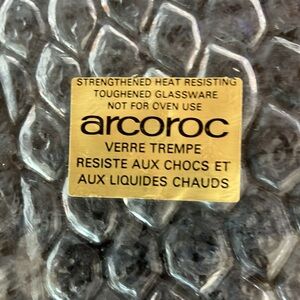 STRENGTHENED HEAT RESISTING
TOUGHENED GLASSWARE
NOT FOR OVEN USE
arcoroc
VERRE TREMPE
RESISTE AUX CHOCS ET
AUX LIQUIDES CHAUDS